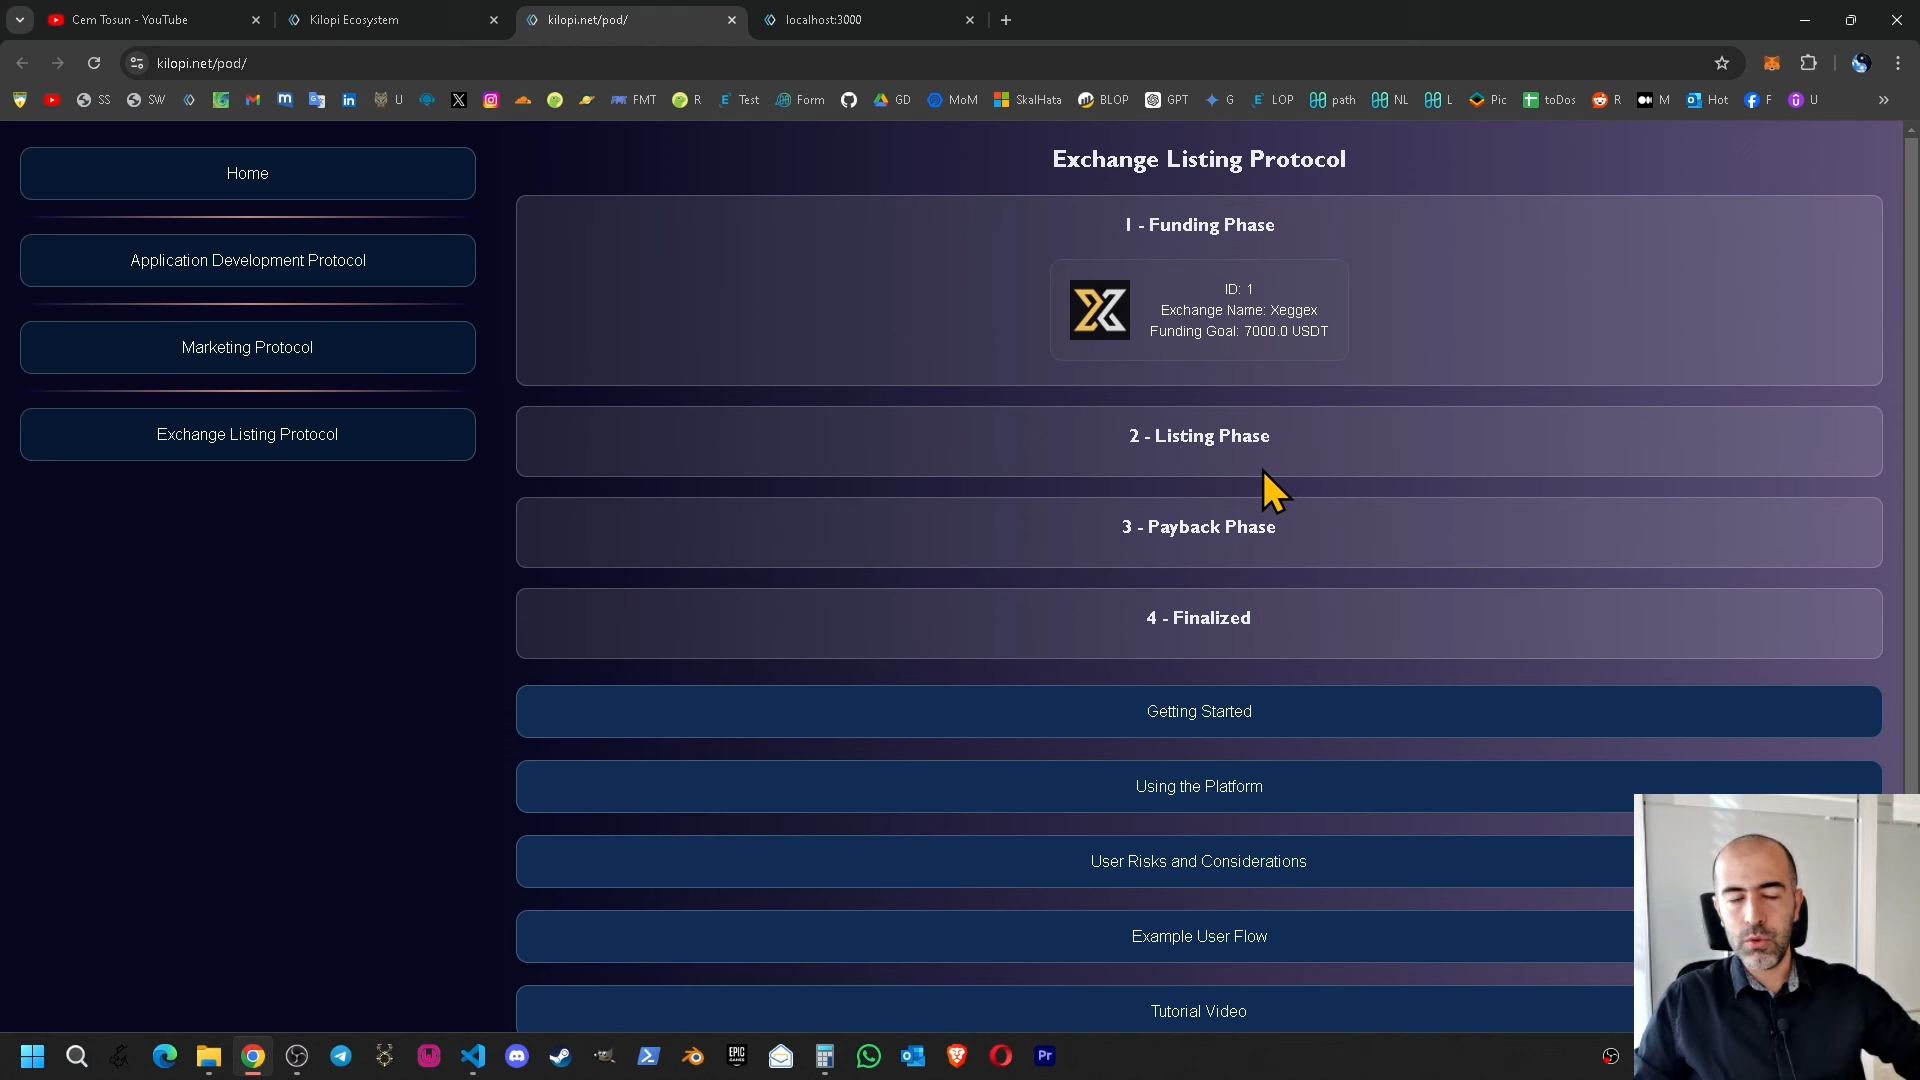 Cem Tosun - YouTube
Kilopi Ecosystem
kilopi.net/pod/
localhost:3000
kilopi.net/pod/
SS
SW
U
FMT
R
Test
Form
GD
MoM
SkalHata
BLOP
GPT
G
LOP
path
NL
L
Pic
toDos
R
M
Hot
F
U
Home
Application Development Protocol
Marketing Protocol
Exchange Listing Protocol
Exchange Listing Protocol
1 - Funding Phase
ID: 1
Exchange Name: Xeggex
Funding Goal: 7000.0 USDT
2 - Listing Phase
3 - Payback Phase
4 - Finalized
Getting Started
Using the Platform
User Risks and Considerations
Example User Flow
Tutorial Video
EPIC
GAMES
Pr